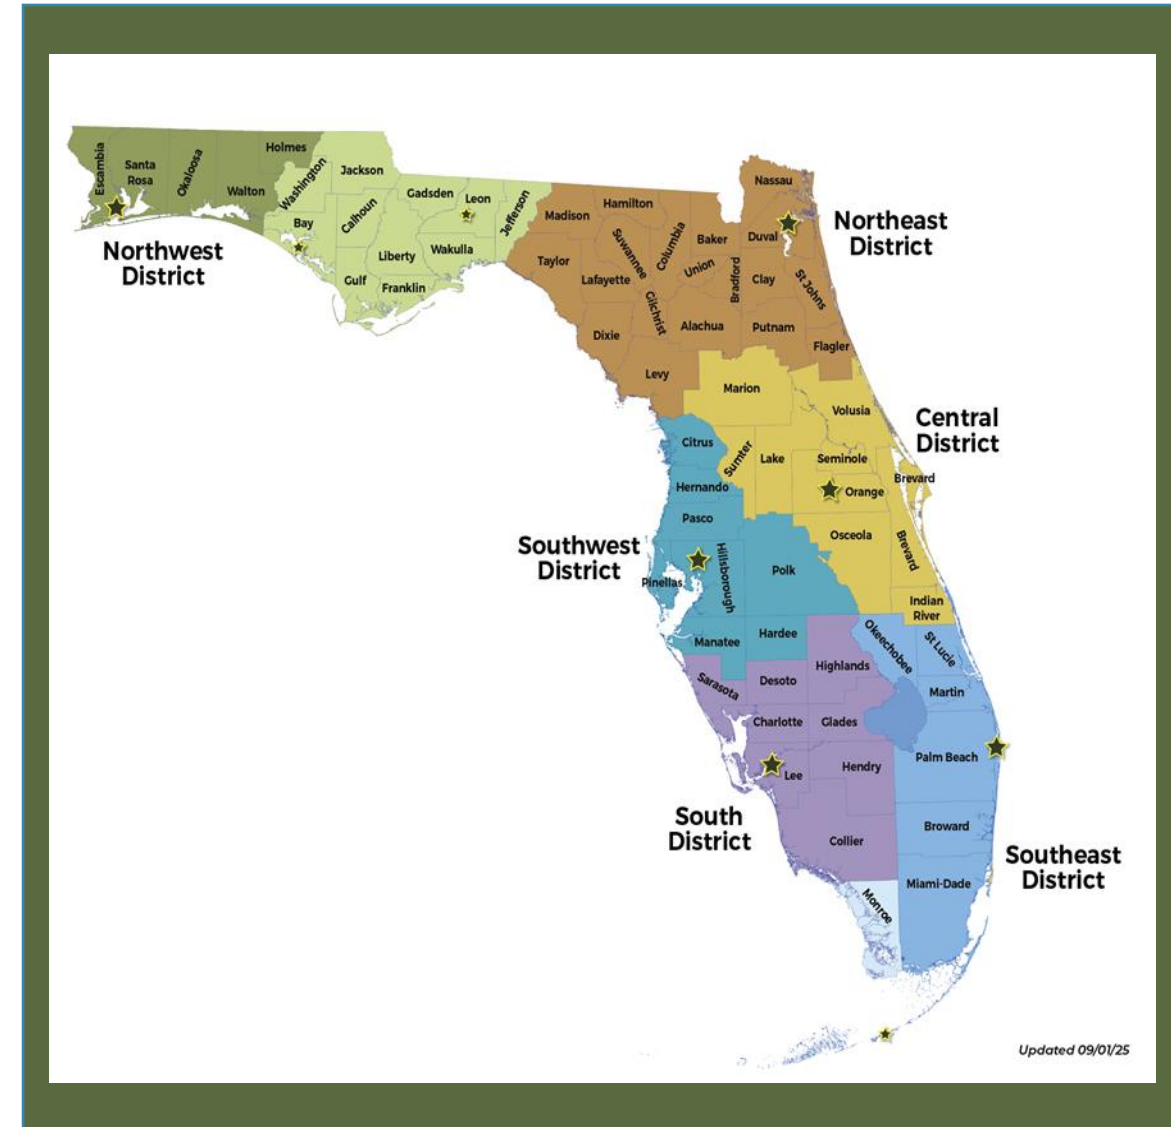 Holmes
Escambia
Santa
Rosa
Okaloosa
Walton
Washington
Jackson
Bay
Calhoun
Gadsden
Leon
Jefferson
Liberty
Wakulla
Gulf
Franklin
Northwest
District
Madison
Hamilton
Nassau
Taylor
Suwannee
Columbia
Baker
Duval
Lafayette
Union
Bradford
Clay
St Johns
Gilchrist
Dixie
Alachua
Putnam
Flagler
Levy
Northeast
District
Marion
Volusia
Central
District
Citrus
Sumter
Lake
Seminole
Brevard
Hernando
Orange
Pasco
Osceola
Brevard
Southwest
District
Hillsborough
Polk
Pinellas
Indian
River
Manatee
Hardee
Okeechobee
St Lucie
Highlands
Sarasota
Desoto
Martin
Charlotte
Glades
Palm Beach
Lee
Hendry
South
District
Broward
Collier
Southeast
District
Miami-Dade
Monroe
Updated 09/01/25